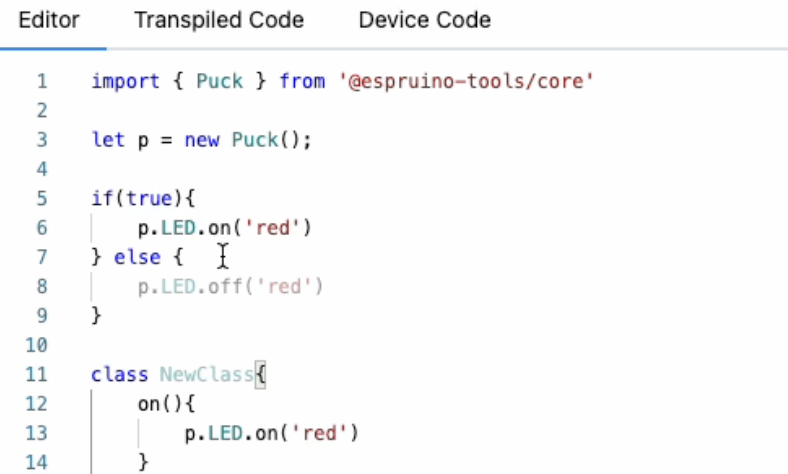 Editor Transpiled Code Device Code
1 import { Puck } from '@espruino-tools/core'
2
3 let p = new Puck();
4
5 if(true){
6 p.LED.on('red')
7 } else {
8 p.LED.off('red')
9 }
10
11 class NewClass{
12 on(){
13 p.LED.on('red')
14 }